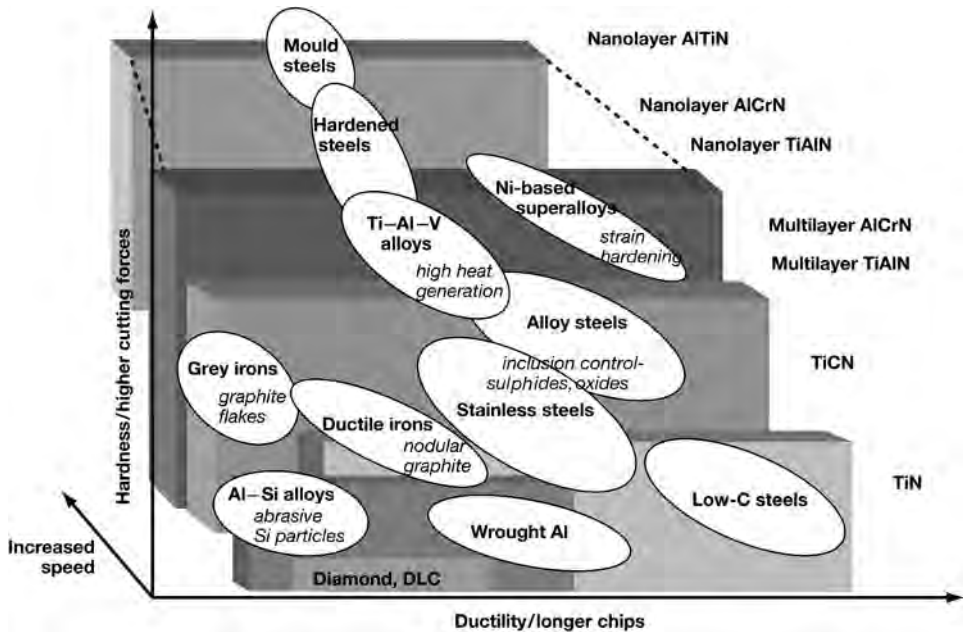 Mould
steels
Nanolayer AlTiN
Nanolayer AlCrN
Hardened
steels
Nanolayer TiAlN
Ni-based
superalloys
strain
hardening
Ti–Al–V
alloys
high heat
generation
Multilayer AlCrN
Multilayer TiAlN
Alloy steels
inclusion control-
sulphides, oxides
TiCN
Grey irons
graphite
flakes
Stainless steels
Ductile irons
nodular
graphite
TiN
Low-C steels
Al–Si alloys
abrasive
Si particles
Wrought Al
Diamond, DLC
Hardness/higher cutting forces
Increased
speed
Ductility/longer chips